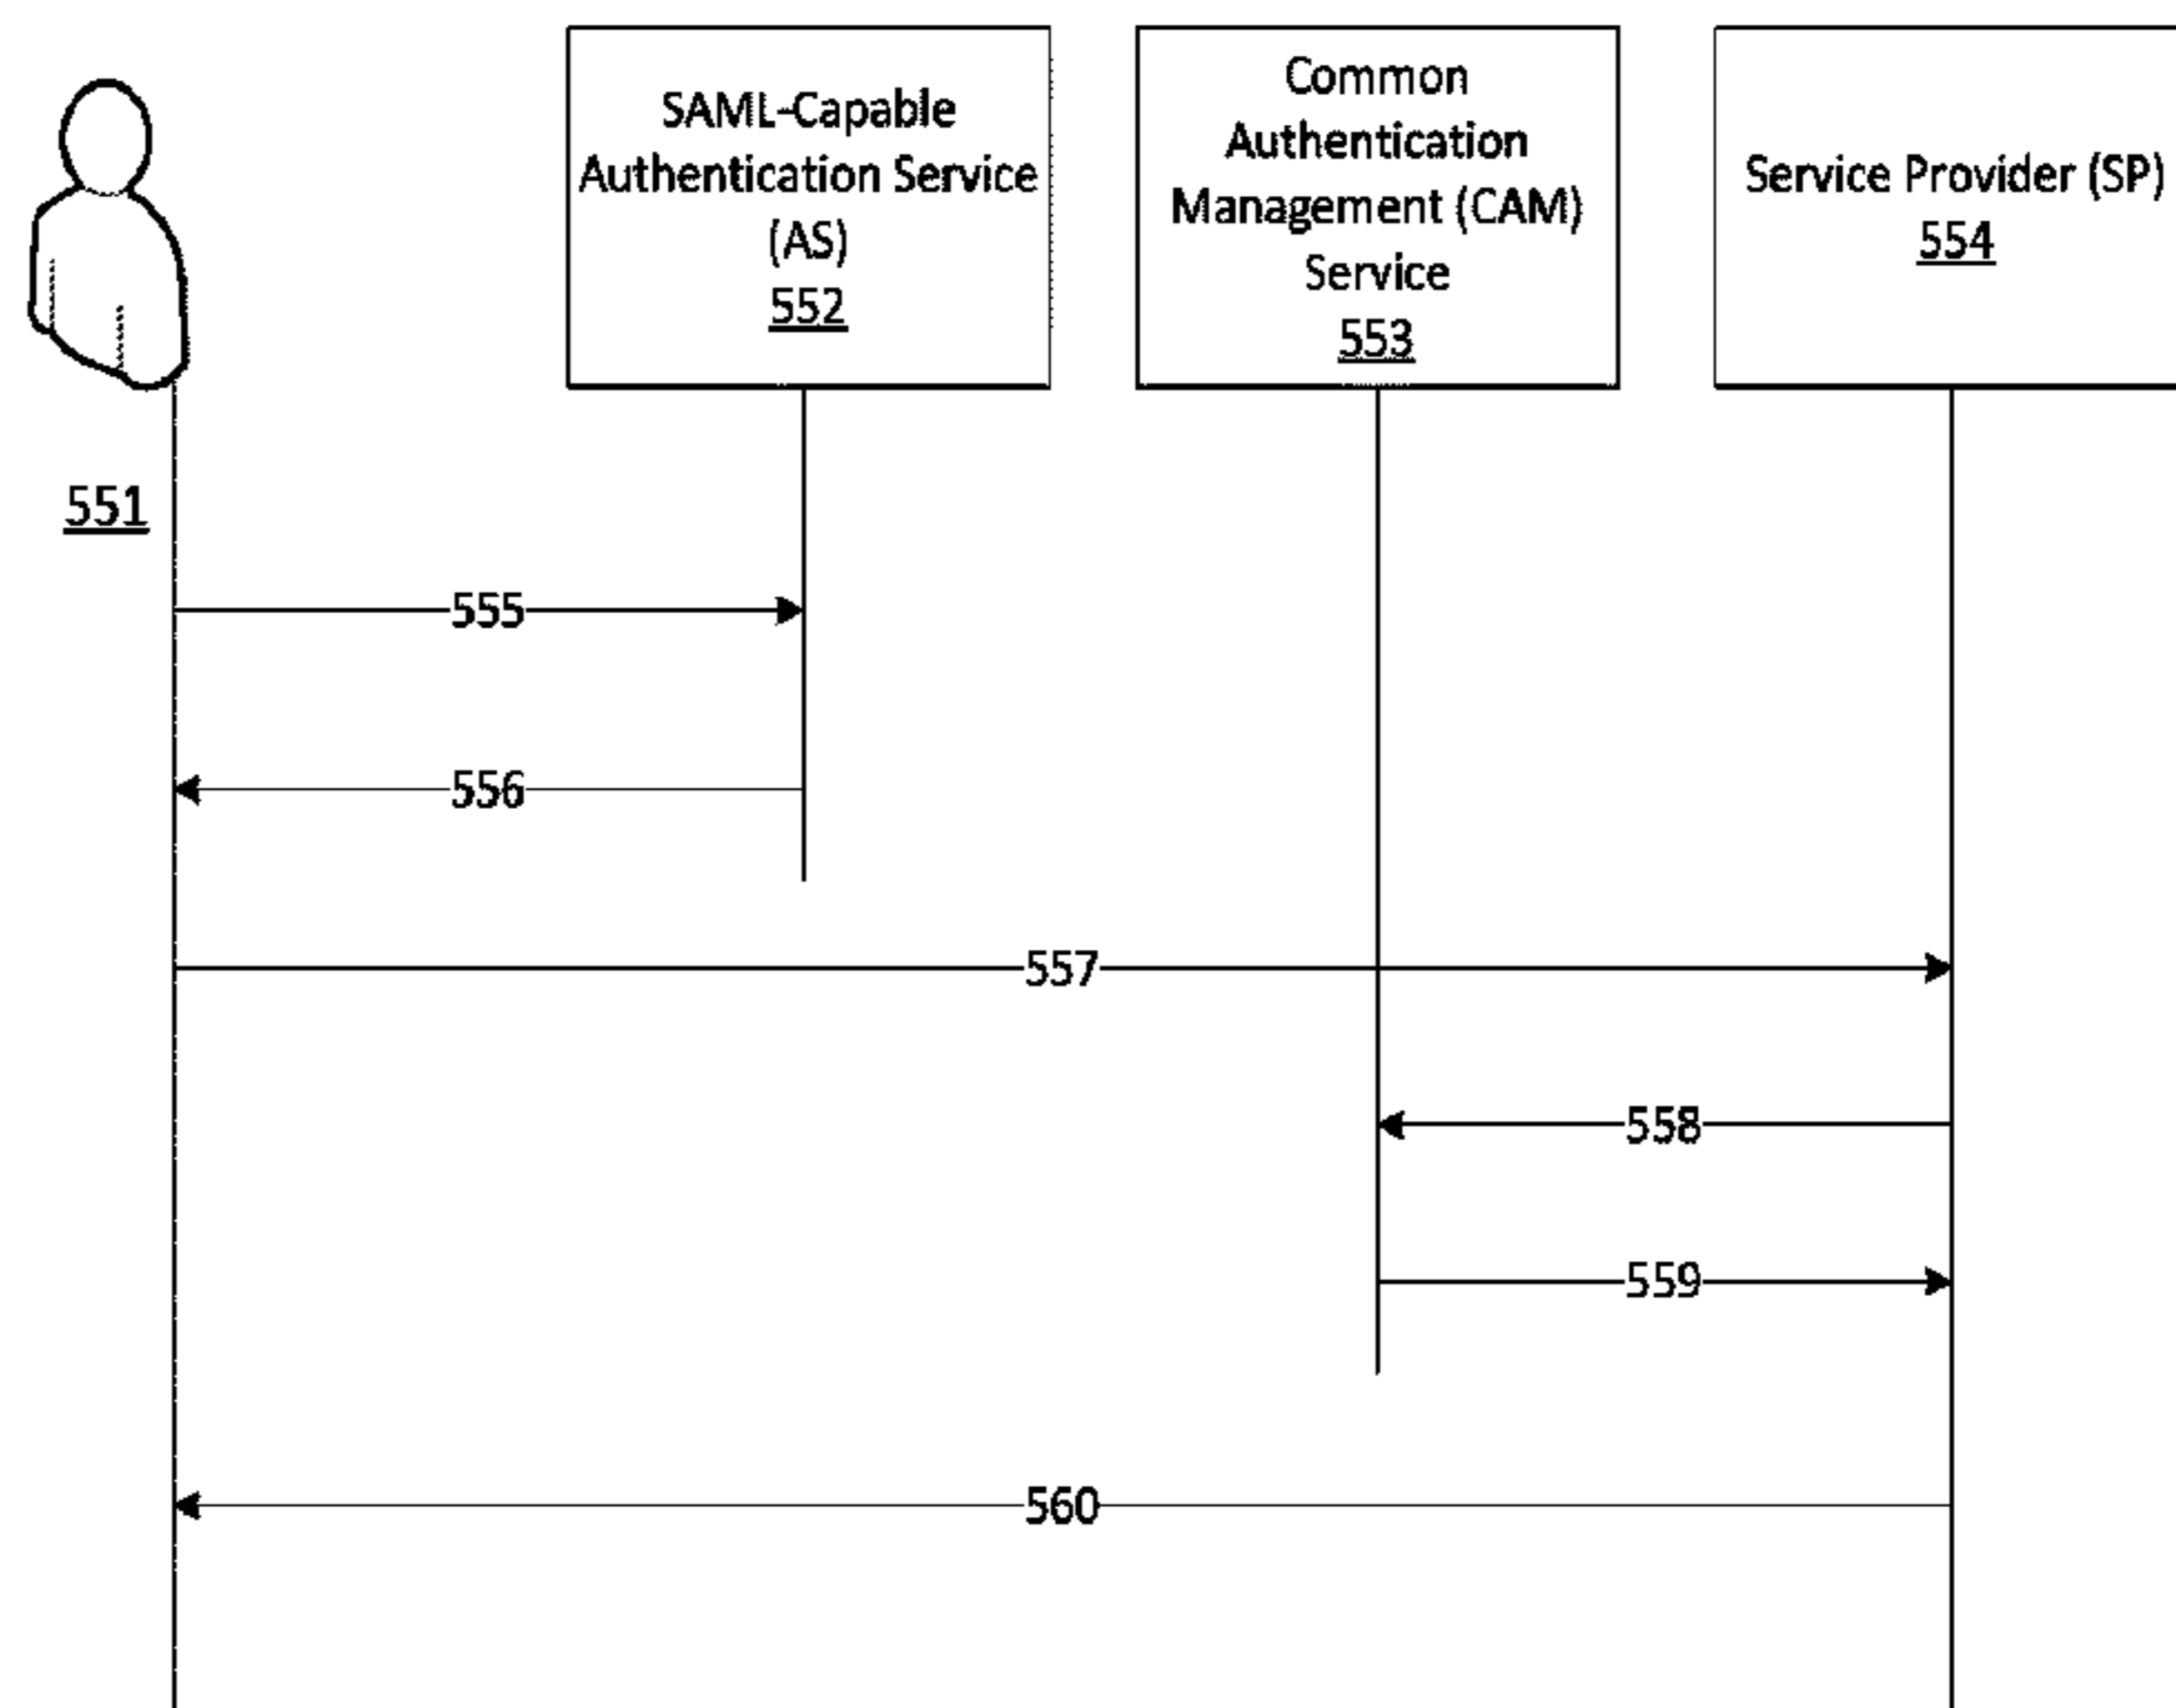 SAML-Capable
Authentication Service
(AS)
552
Common
Authentication
Management (CAM)
Service
553
Service Provider (SP)
554
551
555
556
557
558
559
560